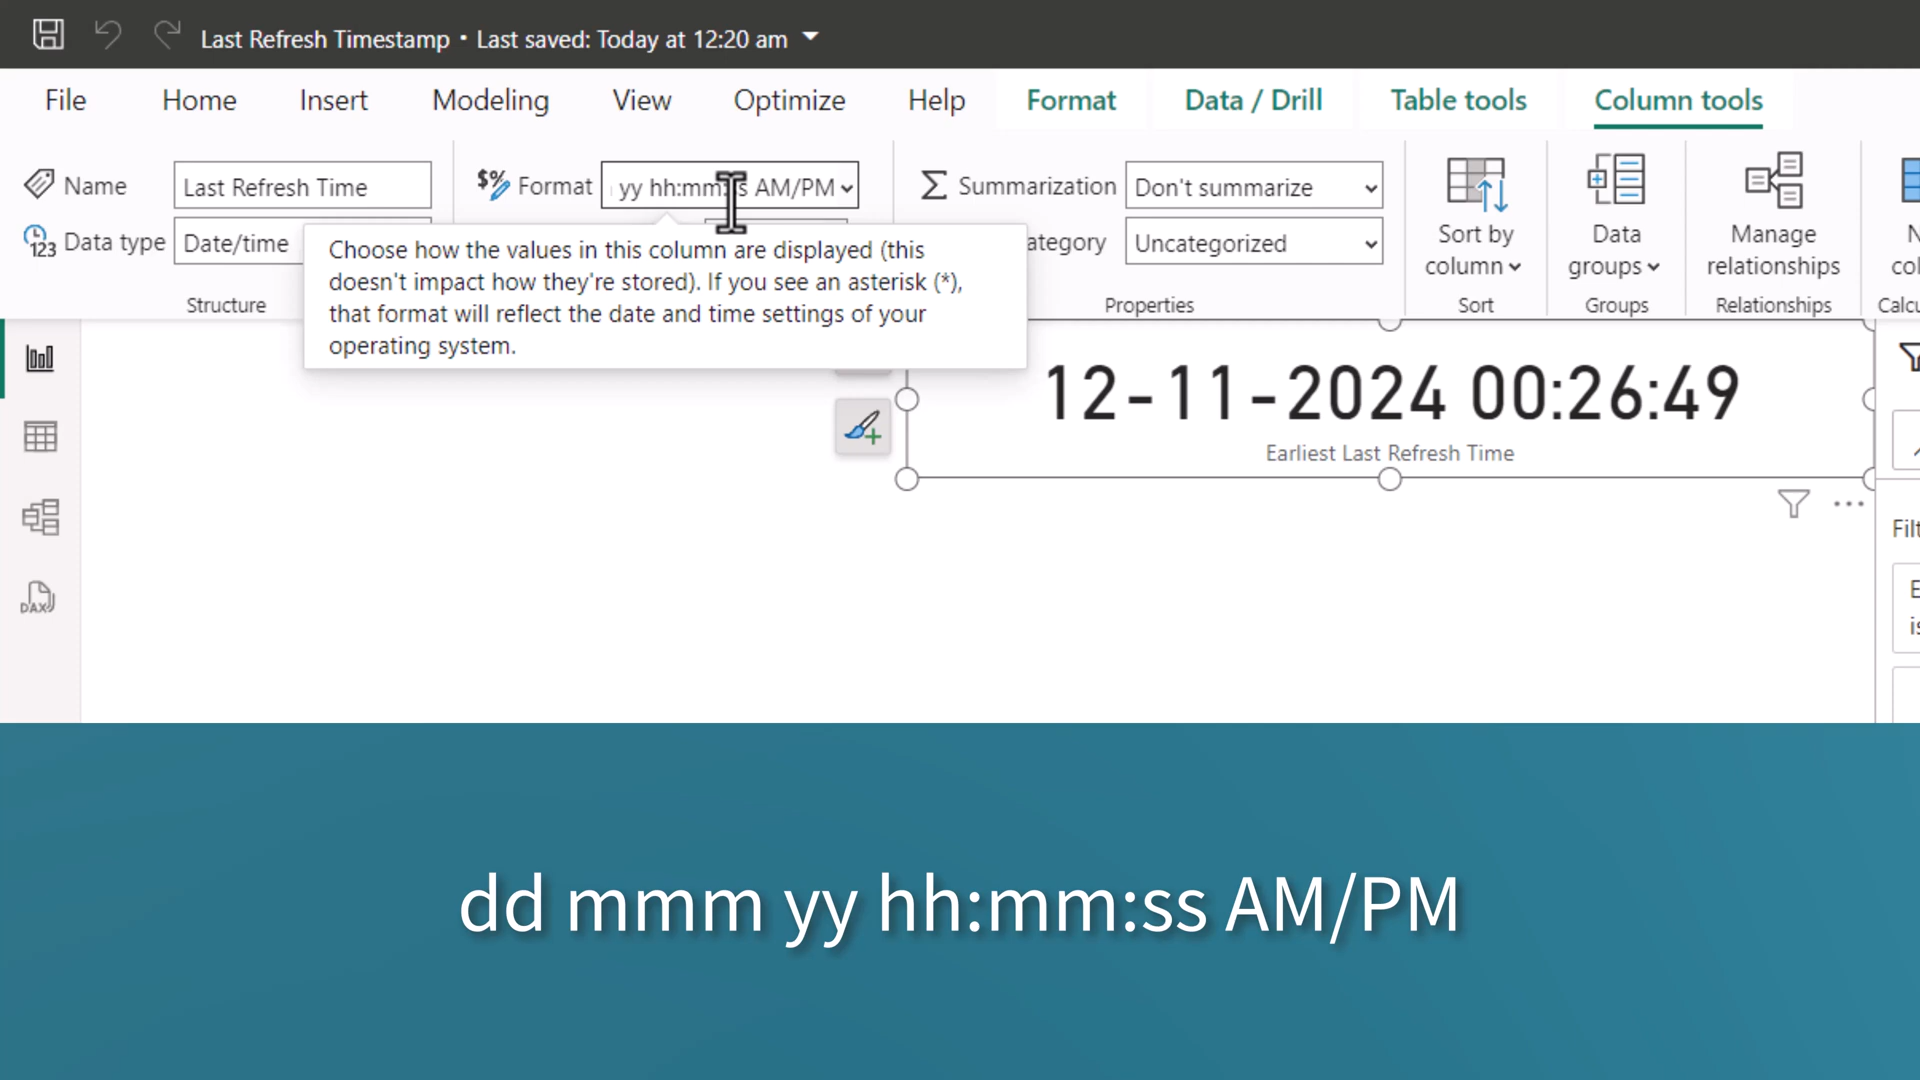 Last Refresh Timestamp • Last saved: Today at 12:20 am
File Home Insert Modeling View Optimize Help Format Data / Drill Table tools Column tools
Name Last Refresh Time
$% Format yy hh:mm:s AM/PM
Summarization Don't summarize
123 Data type Date/time
ategory Uncategorized
Sort by
column
Data
groups
Manage
relationships
Structure
Properties
Sort
Groups
Relationships
Choose how the values in this column are displayed (this
doesn't impact how they're stored). If you see an asterisk (*),
that format will reflect the date and time settings of your
operating system.
12-11-2024 00:26:49
Earliest Last Refresh Time
DAX
dd mmm yy hh:mm:ss AM/PM